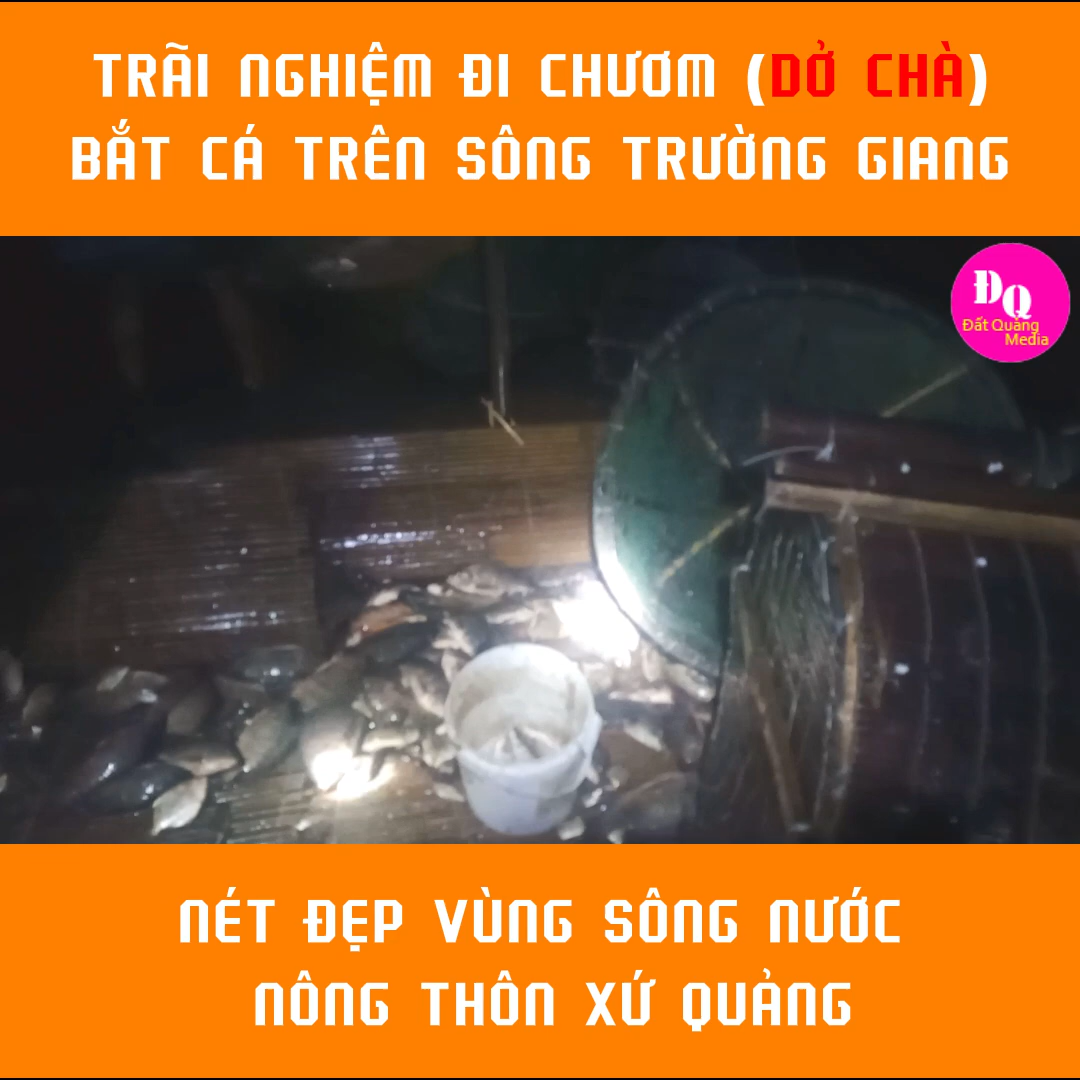 TRÃI NGHIỆM ĐI CHƯƠM (DỞ CHÀ)
BẮT CÁ TRÊN SÔNG TRƯỜNG GIANG
ĐQ
Đất Quảng
Media
NÉT ĐẸP VÙNG SÔNG NƯỚC
NÔNG THÔN XỨ QUẢNG